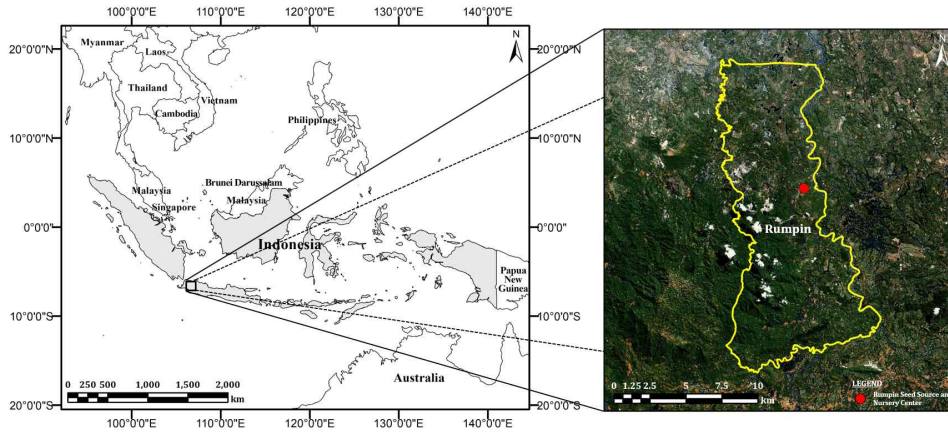 100°0'0"E 110°0'0"E 120°0'0"E 130°0'0"E 140°0'0"E
20°0'0"N
10°0'0"N
0°0'0"
10°0'0"S
20°0'0"S
20°0'0"N
10°0'0"N
0°0'0"
10°0'0"S
20°0'0"S
N
Myanmar
Laos
Thailand
Vietnam
Cambodia
Philippines
Malaysia
Singapore
Brunei Darussalam
Malaysia
Indonesia
Papua
New
Guinea
Australia
0 250 500 1,000 1,500 2,000
km
100°0'0"E 110°0'0"E 120°0'0"E 130°0'0"E 140°0'0"E
N
Rumpin
0 1.25 2.5 5 7.5 10
km
LEGEND
Rumpin Seed Source an
Nursery Center